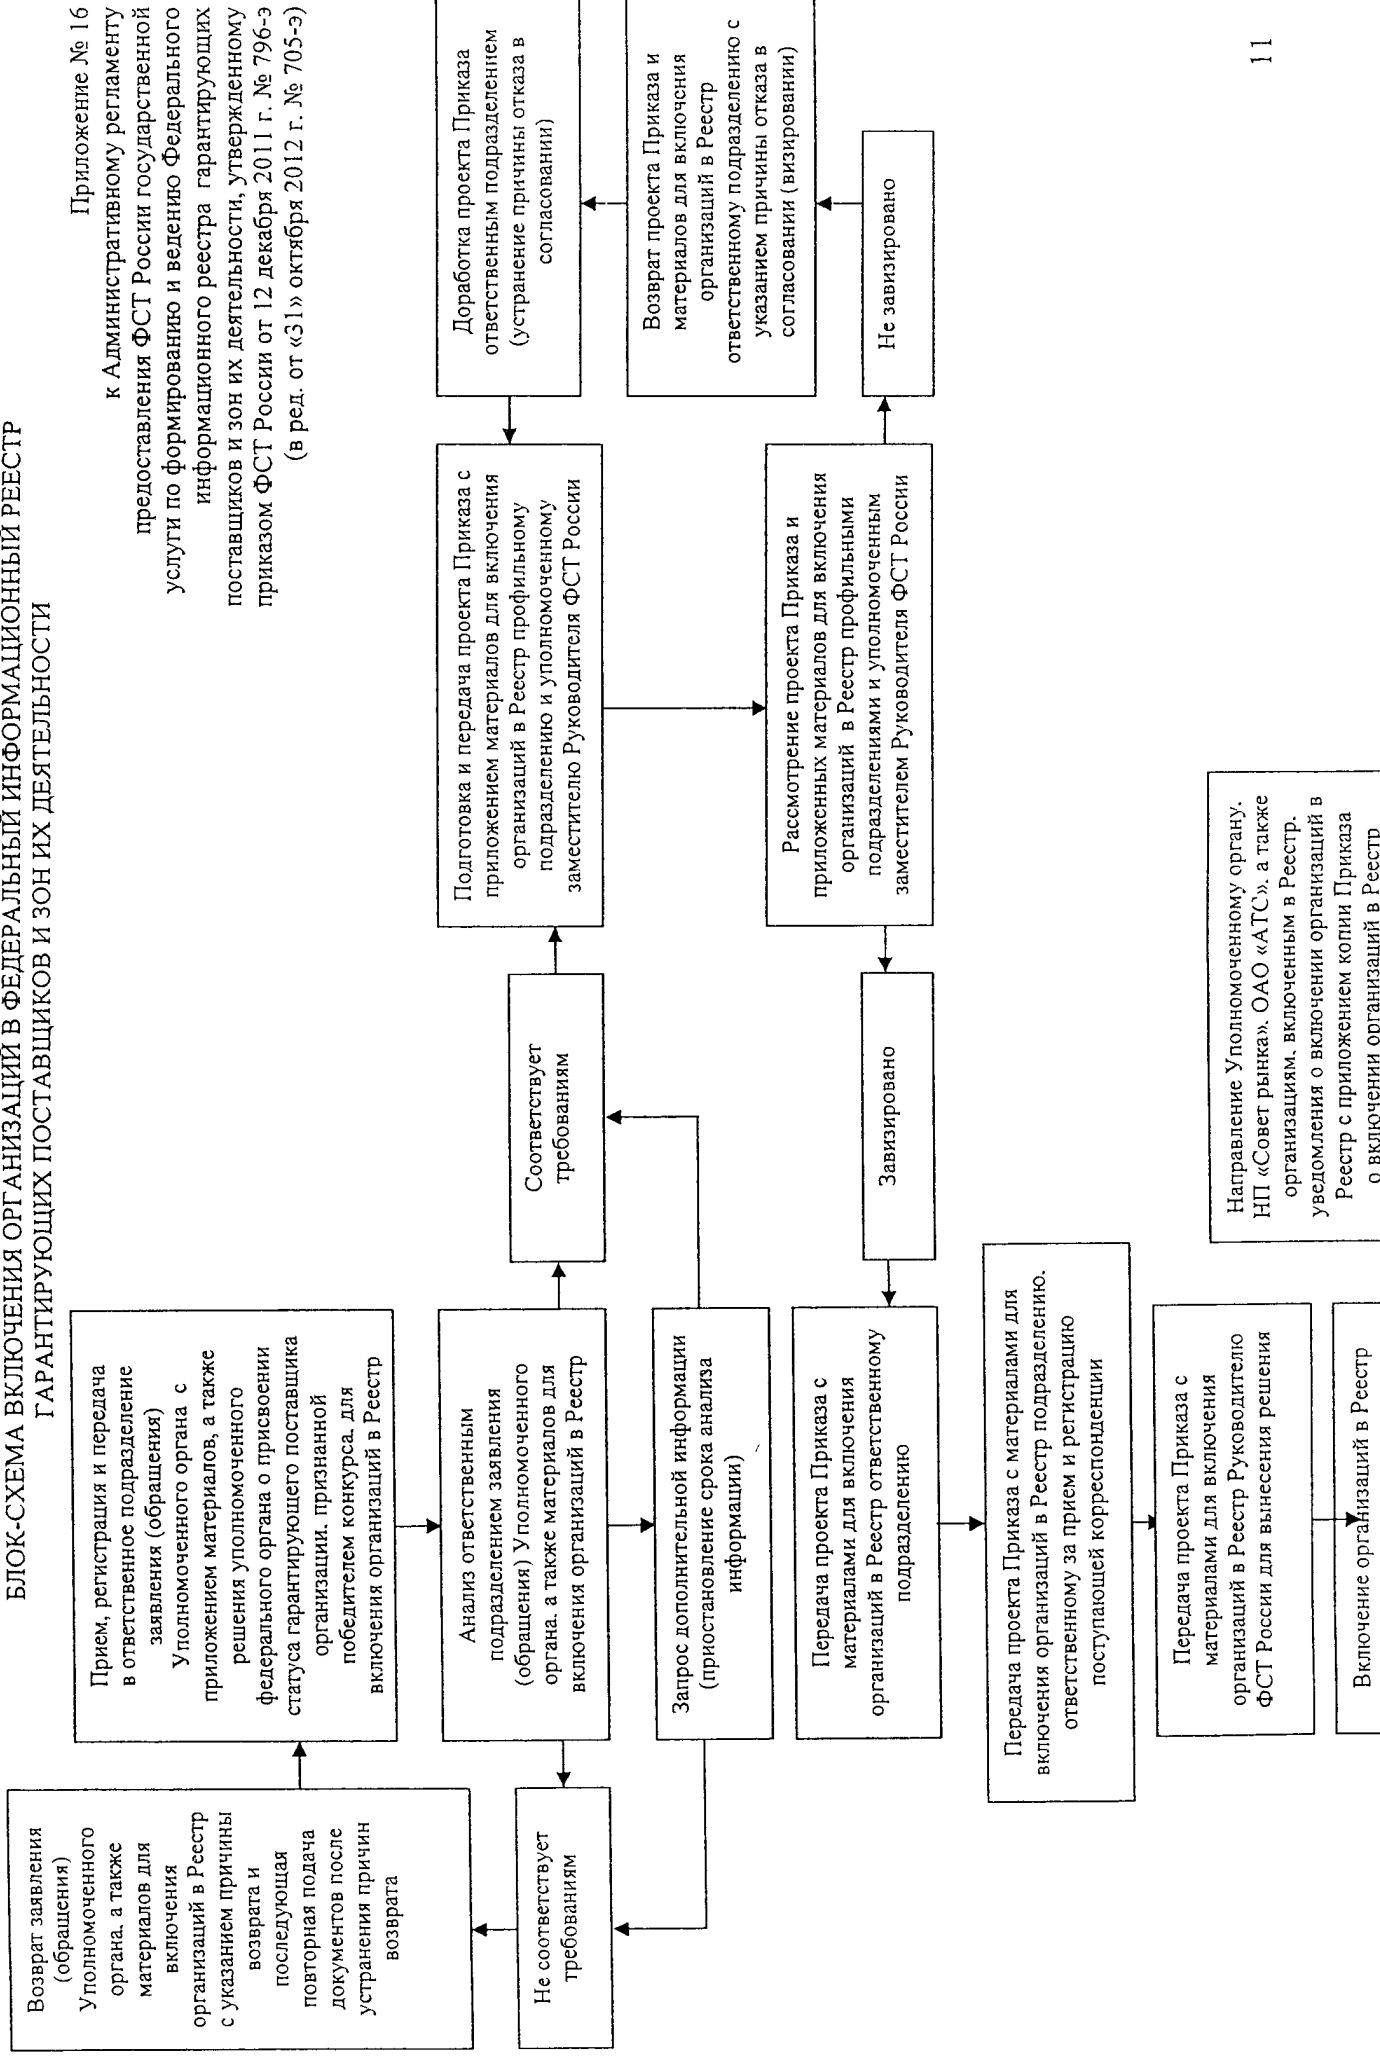 БЛОК-СХЕМА ВКЛЮЧЕНИЯ ОРГАНИЗАЦИЙ В ФЕДЕРАЛЬНЫЙ ИНФОРМАЦИОННЫЙ РЕЕСТР
ГАРАНТИРУЮЩИХ ПОСТАВЩИКОВ И ЗОН ИХ ДЕЯТЕЛЬНОСТИ
Приложение № 16
к Административному регламенту
предоставления ФСТ России государственной
услуги по формированию и ведению Федерального
информационного реестра гарантирующих
поставщиков и зон их деятельности, утвержденному
приказом ФСТ России от 12 декабря 2011 г. № 796-э
(в ред. от «31» октября 2012 г. № 705-э)
Возврат заявления
(обращения)
Уполномоченного
органа, а также
материалов для
включения
организаций в Реестр
с указанием причины
возврата и
последующая
повторная подача
документов после
устранения причин
возврата
Прием, регистрация и передача
в ответственное подразделение
заявления (обращения)
Уполномоченного органа с
приложением материалов, а также
решения уполномоченного
федерального органа о присвоении
статуса гарантирующего поставщика
организации, признанной
победителем конкурса, для
включения организаций в Реестр
Не соответствует
требованиям
Анализ ответственным
подразделением заявления
(обращения) Уполномоченного
органа, а также материалов для
включения организаций в Реестр
Соответствует
требованиям
Подготовка и передача проекта Приказа с
приложением материалов для включения
организаций в Реестр профильному
подразделению и уполномоченному
заместителю Руководителя ФСТ России
Доработка проекта Приказа
ответственным подразделением
(устранение причины отказа в
согласовании)
Запрос дополнительной информации
(приостановление срока анализа
информации)
Возврат проекта Приказа и
материалов для включения
организаций в Реестр
ответственному подразделению с
указанием причины отказа в
согласовании (визировании)
Передача проекта Приказа с
материалами для включения
организаций в Реестр ответственному
подразделению
Завизировано
Рассмотрение проекта Приказа и
приложенных материалов для включения
организаций в Реестр профильными
подразделениями и уполномоченным
заместителем Руководителя ФСТ России
Не завизировано
Передача проекта Приказа с материалами для
включения организаций в Реестр подразделению,
ответственному за прием и регистрацию
поступающей корреспонденции
Передача проекта Приказа с
материалами для включения
организаций в Реестр Руководителю
ФСТ России для вынесения решения
Включение организаций в Реестр
Направление Уполномоченному органу,
НП «Совет рынка», ОАО «АТС», а также
организациям, включенным в Реестр,
уведомления о включении организаций в
Реестр с приложением копии Приказа
о включении организаций в Реестр
11